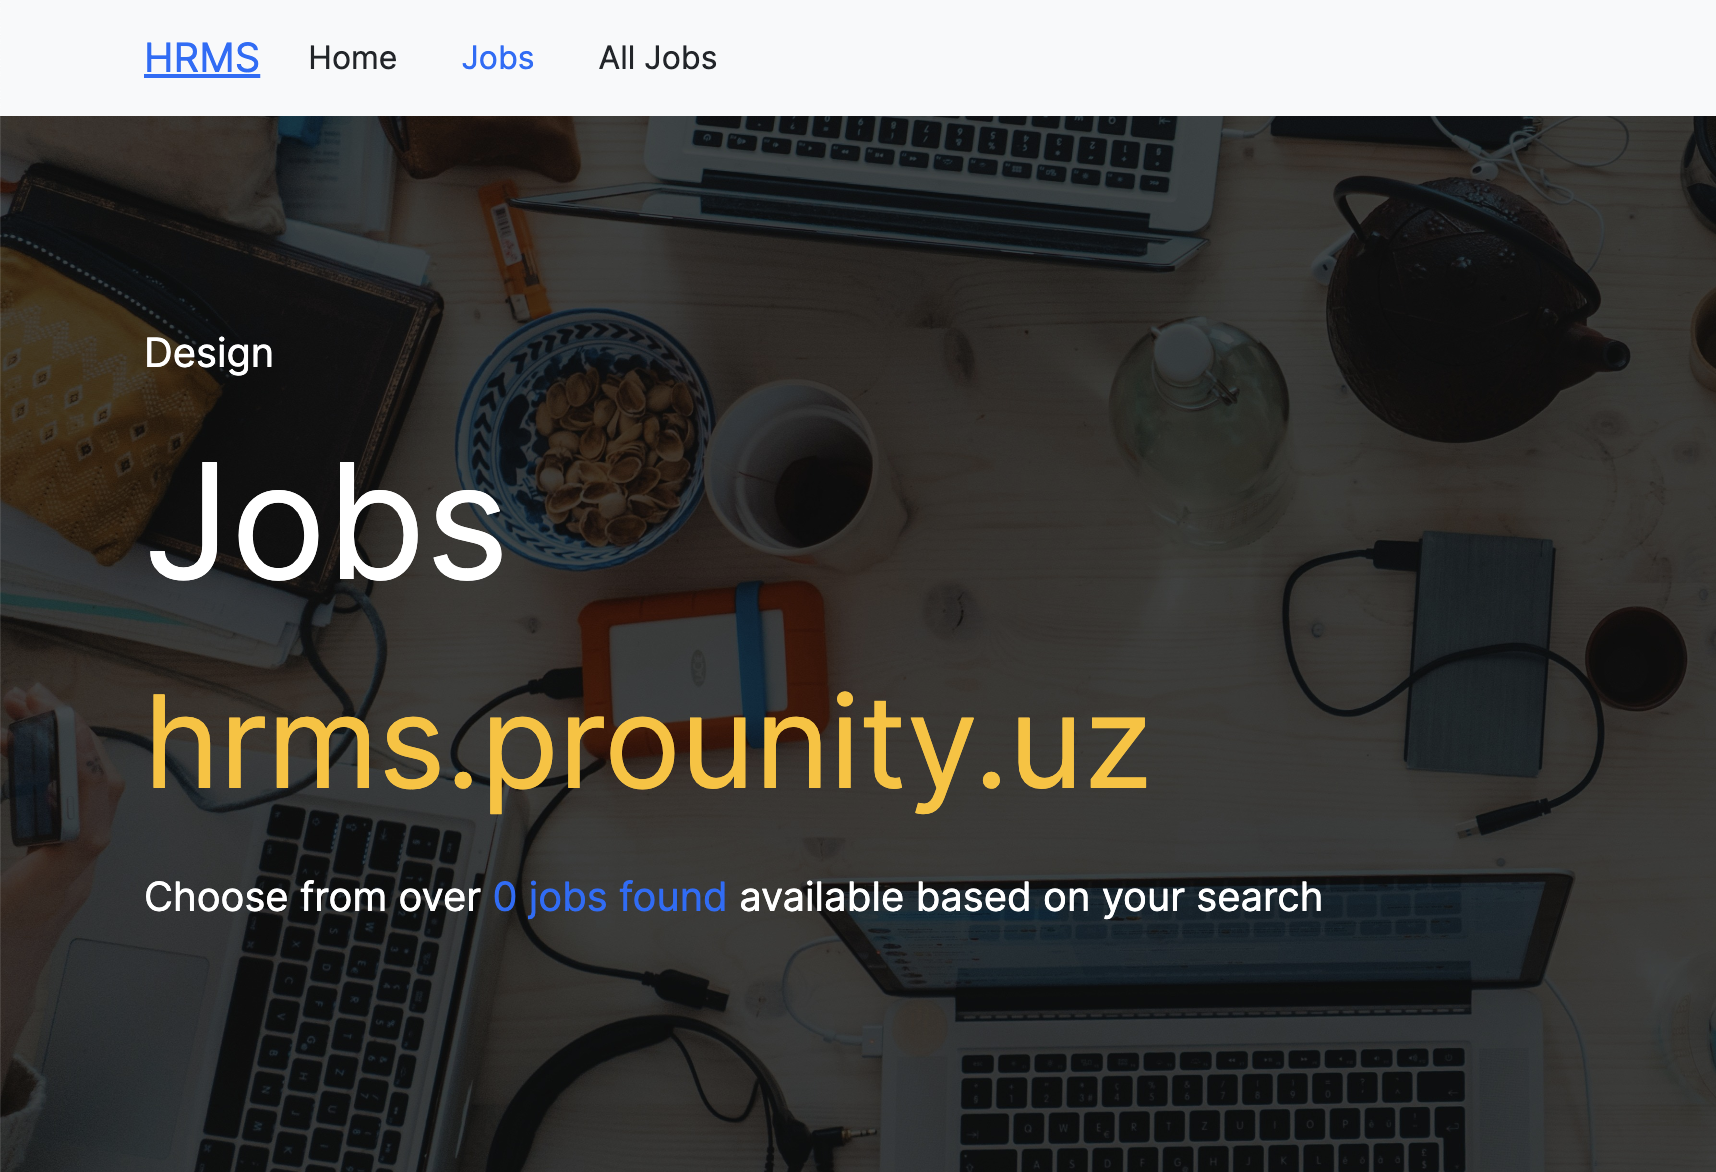 HRMS Home Jobs All Jobs
Design
Jobs
hrms.prounity.uz
Choose from over 0 jobs found available based on your search